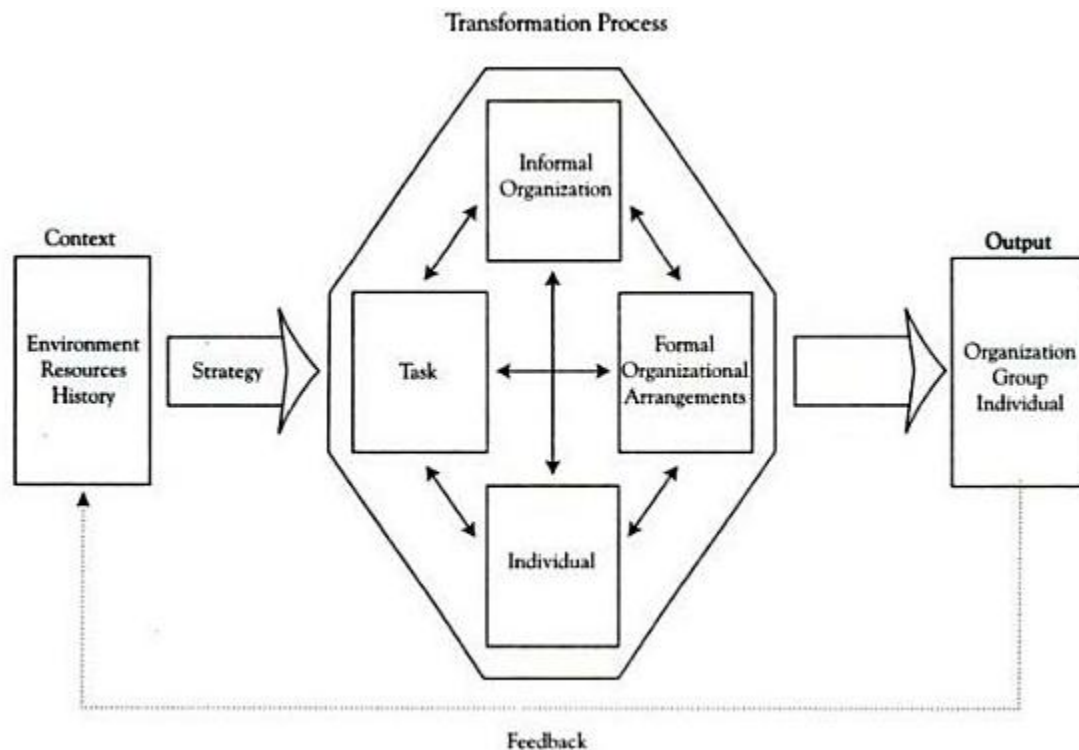 Transformation Process
Informal
Organization
Context
Environment
Resources
History
Strategy
Task
Formal
Organizational
Arrangements
Individual
Output
Organization
Group
Individual
Feedback